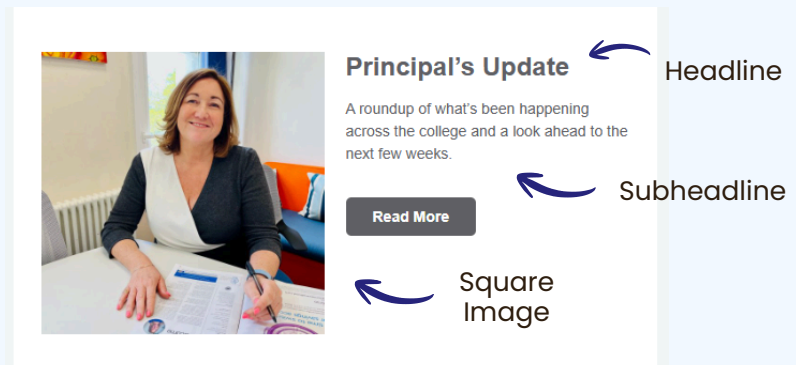 Principal’s Update
Headline
A roundup of what’s been happening
across the college and a look ahead to the
next few weeks.
Subheadline
Read More
Square
Image